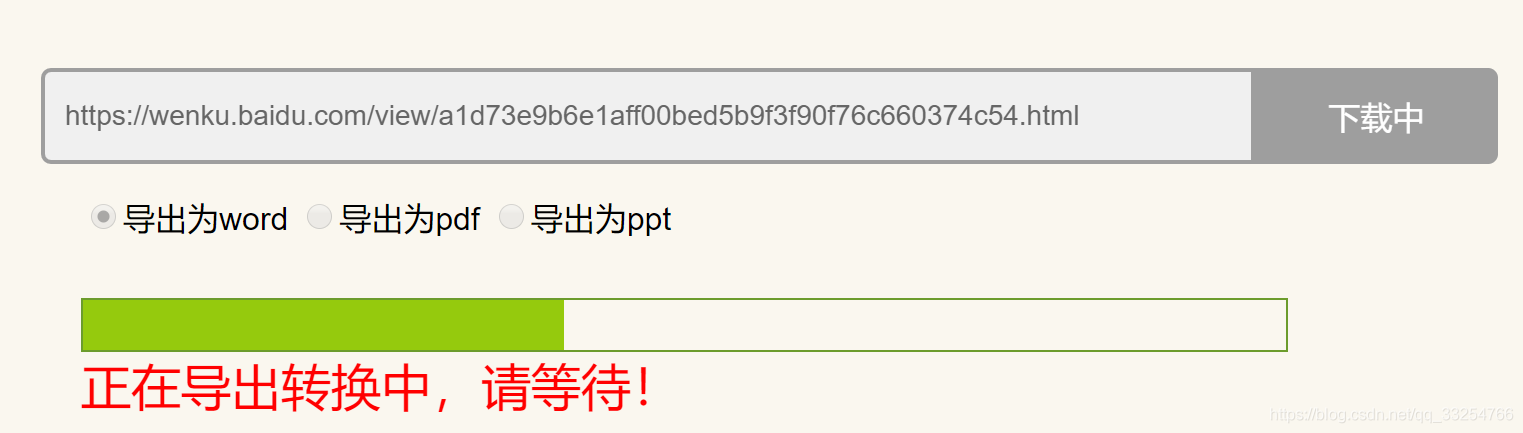 https://wenku.baidu.com/view/a1d73e9b6e1aff00bed5b9f3f90f76c660374c54.html 下载中
导出为word 导出为pdf 导出为ppt
正在导出转换中，请等待！
https://blog.csdn.net/qq_33254766